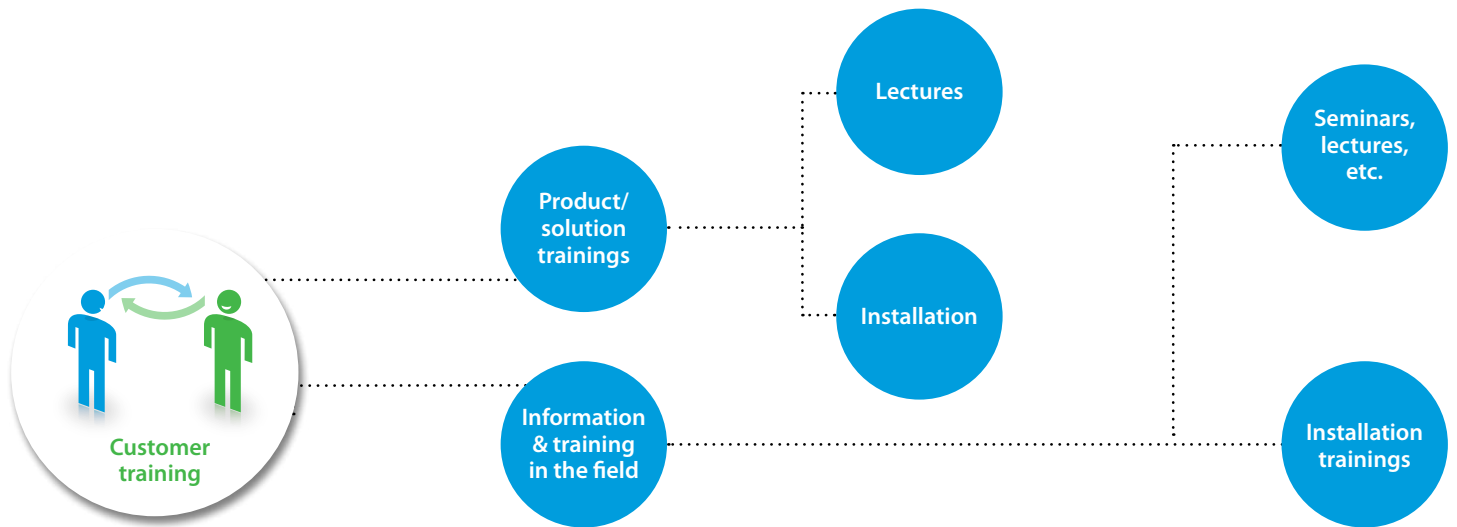 Lectures
Seminars,
lectures,
etc.
Product/
solution
trainings
Installation
Customer
training
Information
& training
in the field
Installation
trainings